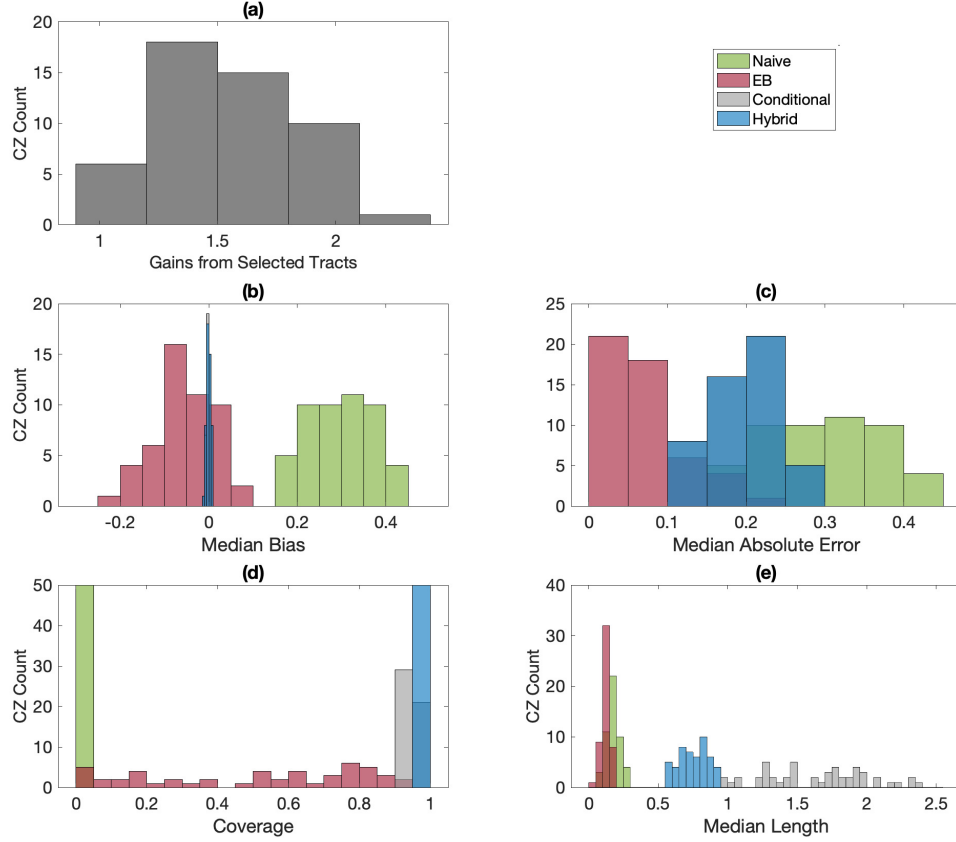 (a)
20
15
10
5
0
CZ Count
1 1.5 2
Gains from Selected Tracts
Naive
EB
Conditional
Hybrid
(b)
20
15
10
5
0
CZ Count
-0.2 0 0.2 0.4
Median Bias
(c)
25
20
15
10
5
0
CZ Count
0 0.1 0.2 0.3 0.4
Median Absolute Error
(d)
50
40
30
20
10
0
CZ Count
0 0.2 0.4 0.6 0.8 1
Coverage
(e)
40
30
20
10
0
CZ Count
0 0.5 1 1.5 2 2.5
Median Length